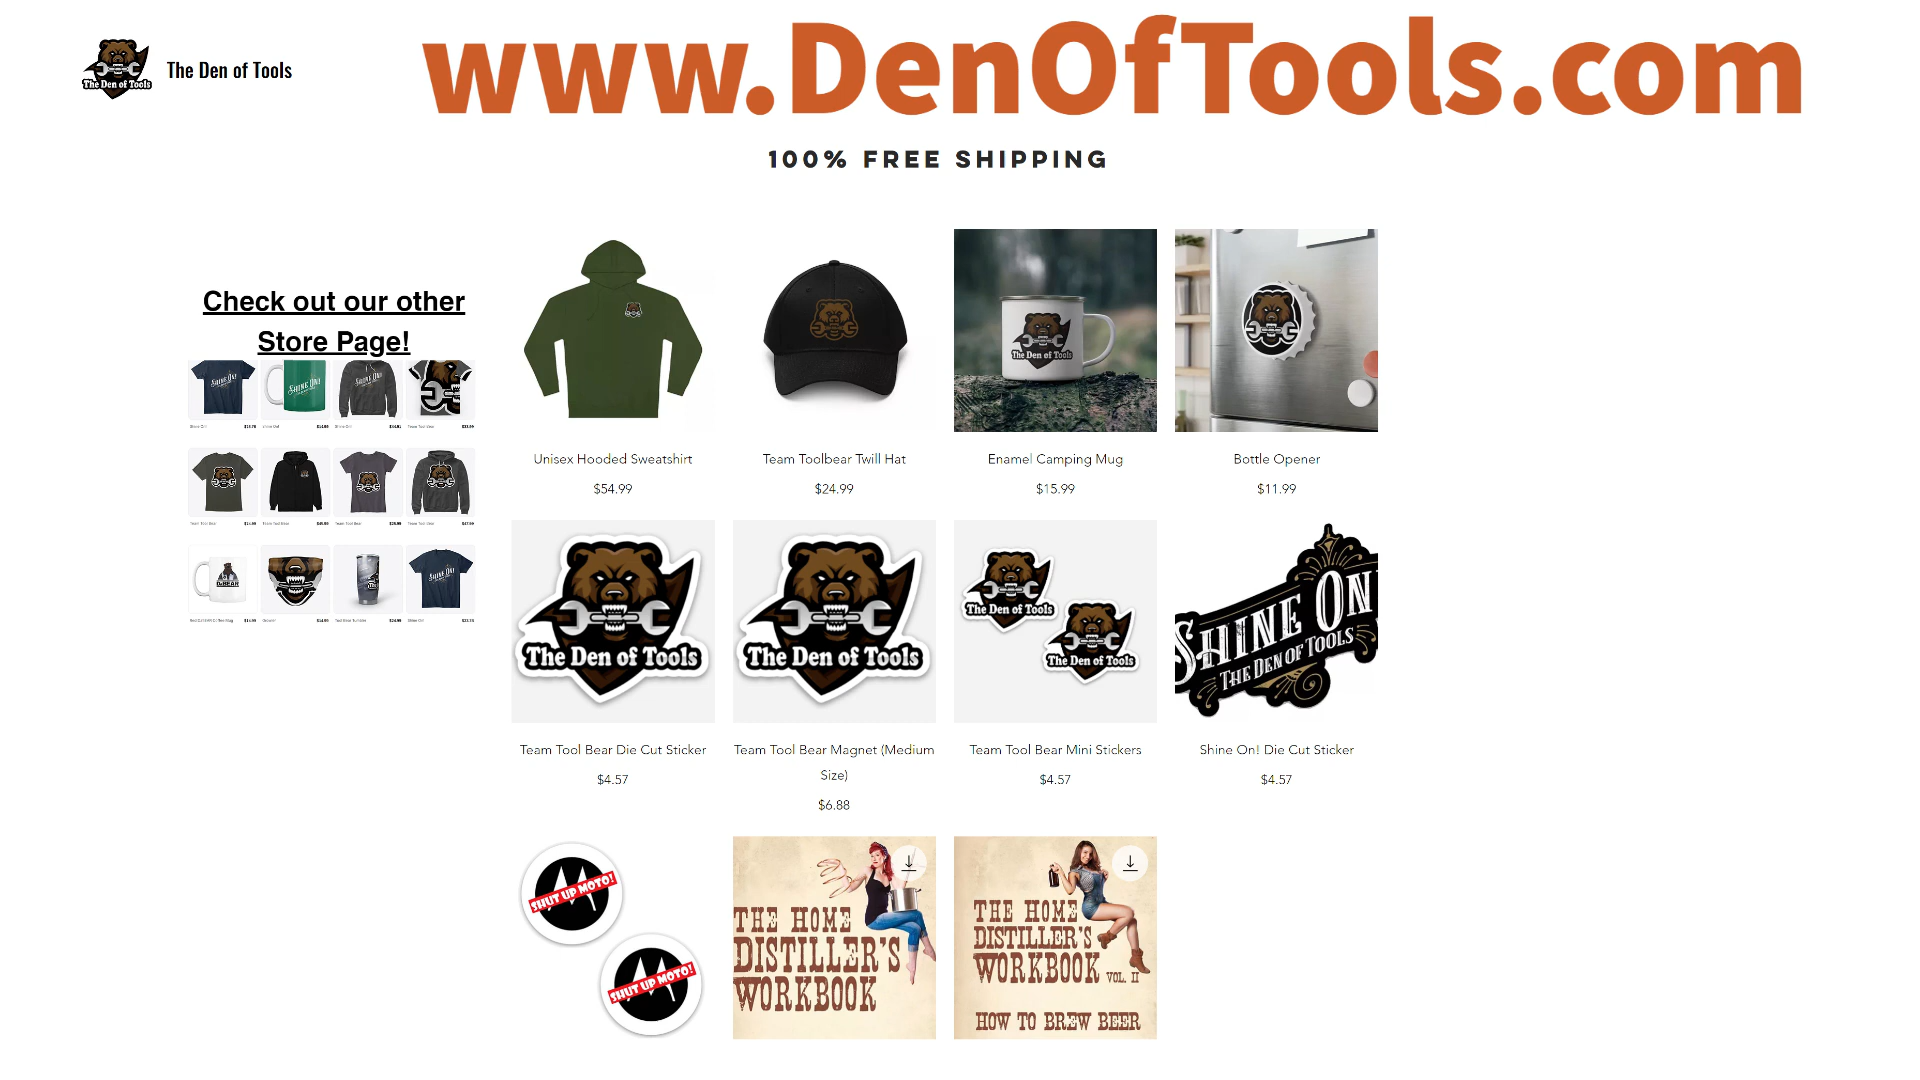 The Den of Tools
The Den of Tools
www.DenOfTools.com
100% FREE SHIPPING
Check out our other
Store Page!
Unisex Hooded Sweatshirt
$54.99
Team Toolbear Twill Hat
$24.99
The Den of Tools
Enamel Camping Mug
$15.99
Bottle Opener
$11.99
The Den of Tools
Team Tool Bear Die Cut Sticker
$4.57
The Den of Tools
Team Tool Bear Magnet (Medium
Size)
$6.88
The Den of Tools
The Den of Tools
Team Tool Bear Mini Stickers
$4.57
SHINE ON
THE DEN OF TOOLS
Shine On! Die Cut Sticker
$4.57
SHUT UP MOTO!
SHUT UP MOTO!
THE HOME
DISTILLER'S
WORKBOOK
THE HOME
DISTILLER'S
WORKBOOK VOL. II
HOW TO BREW BEER